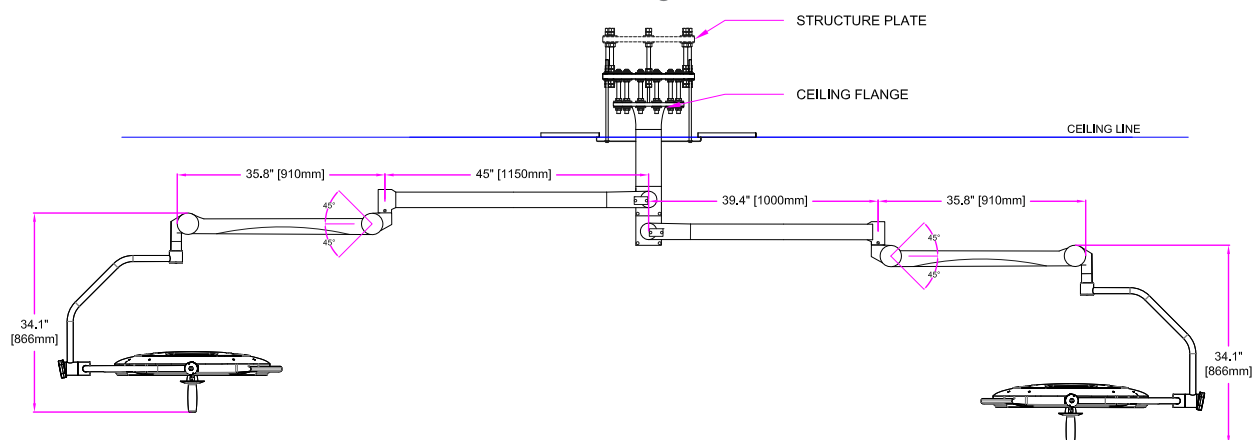 STRUCTURE PLATE
CEILING FLANGE
CEILING LINE
35.8" [910mm]
45" [1150mm]
39.4" [1000mm]
35.8" [910mm]
45°
45°
45°
45°
34.1"
[866mm]
34.1"
[866mm]